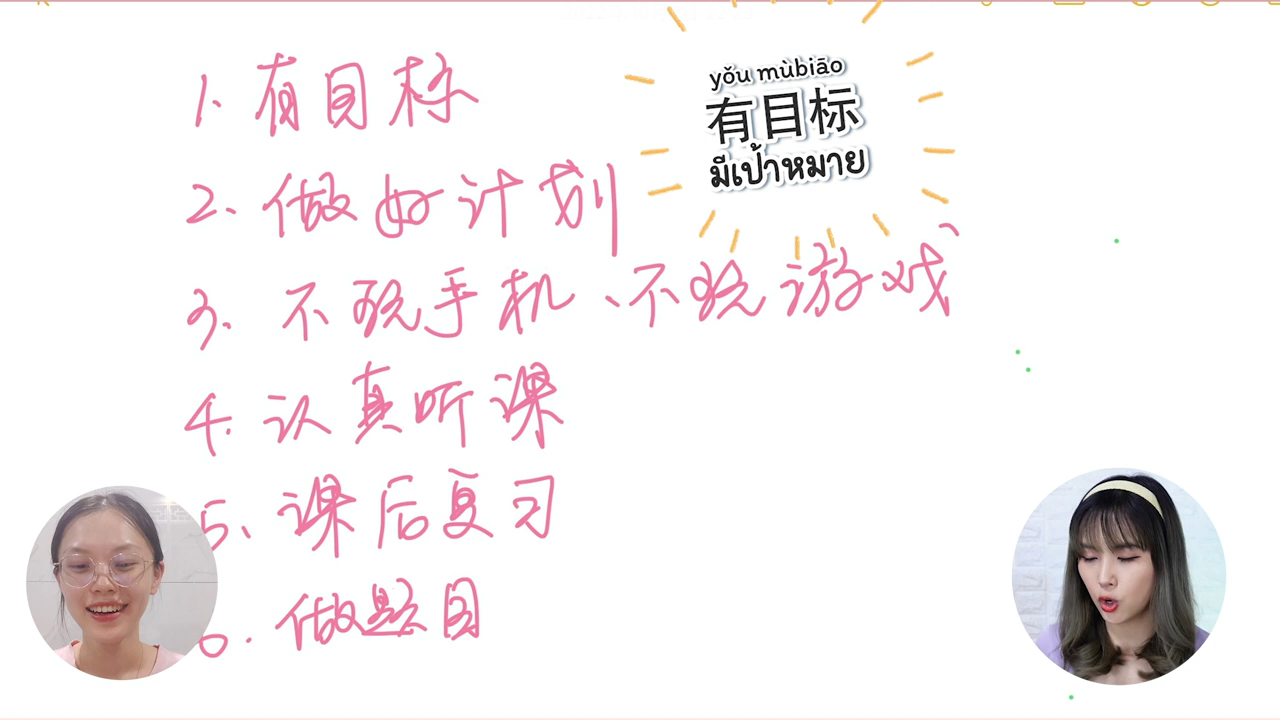 1、有目标
yǒu mùbiāo
有目标
มีเป้าหมาย
2、做好计划
3、不玩手机、不玩游戏
4、认真听课
5、课后复习
6、做题目